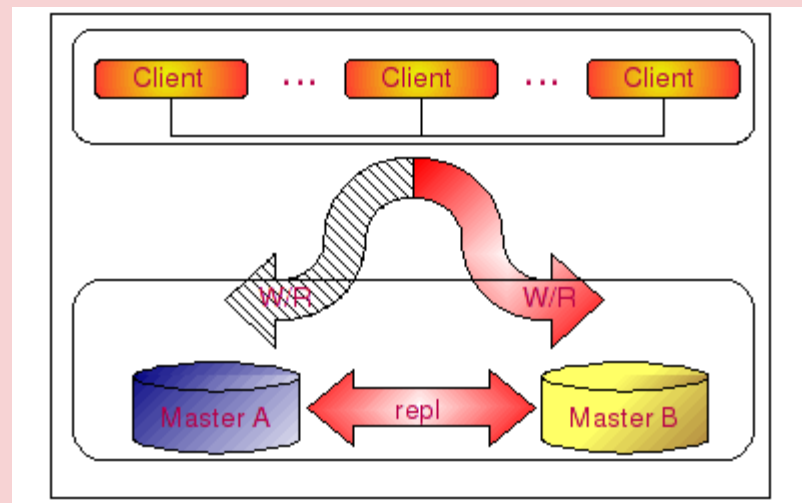 Client ... Client ... Client
W/R W/R
Master A repl Master B